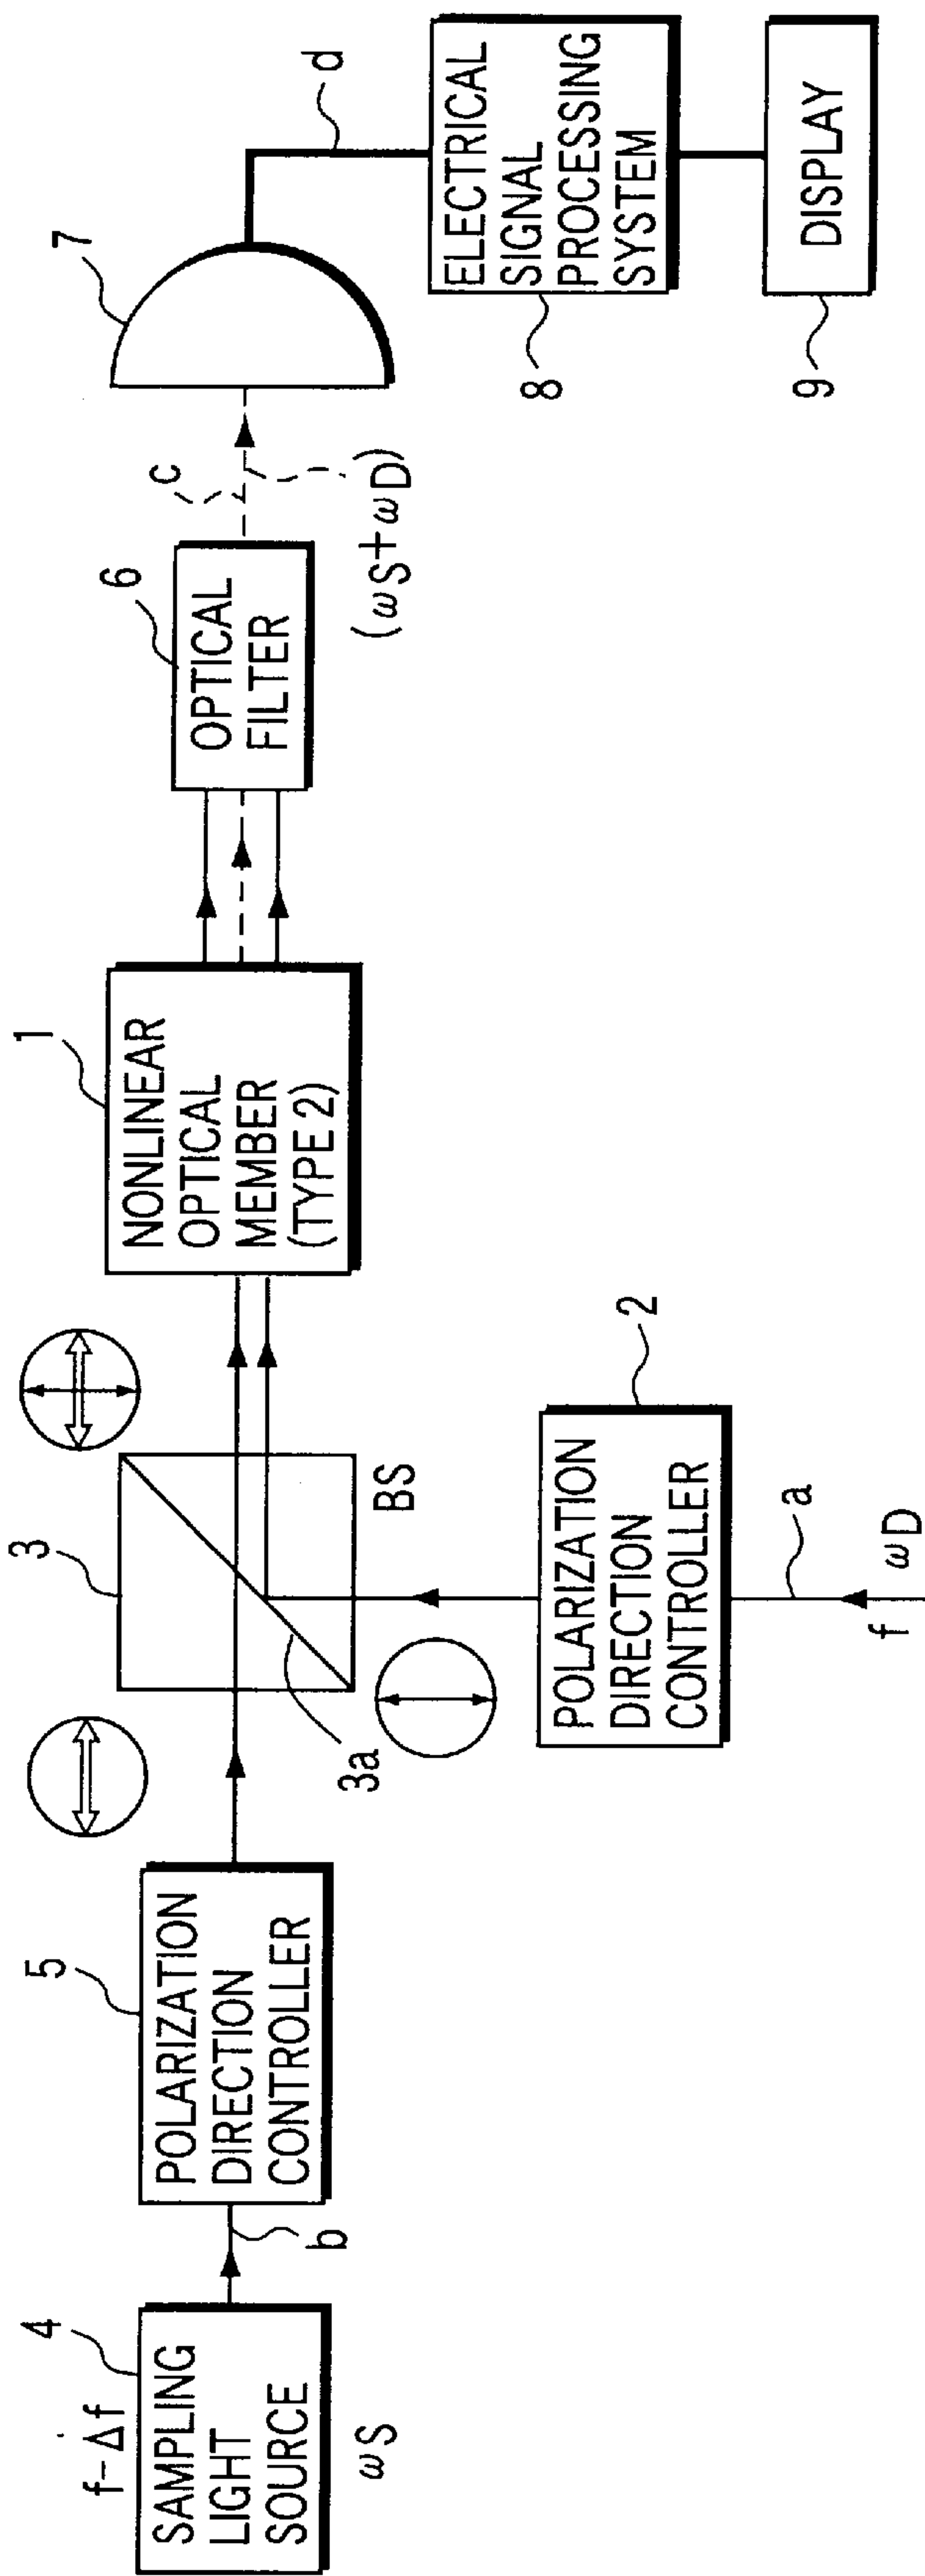 f-Δf
4
SAMPLING
LIGHT
SOURCE
ωS
b
5
POLARIZATION
DIRECTION
CONTROLLER
3
3a
BS
2
POLARIZATION
DIRECTION
CONTROLLER
a
f
ωD
1
NONLINEAR
OPTICAL
MEMBER
(TYPE 2)
6
OPTICAL
FILTER
c
(ωS+ωD)
7
d
8
ELECTRICAL
SIGNAL
PROCESSING
SYSTEM
9
DISPLAY